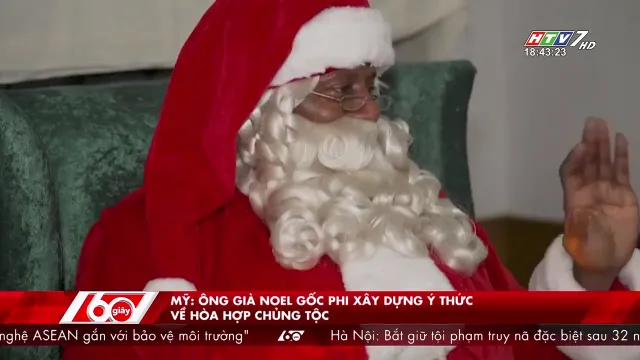 HTV7 HD
18:43:23
60 giây
MỸ: ÔNG GIÀ NOEL GỐC PHI XÂY DỰNG Ý THỨC
VỀ HÒA HỢP CHỦNG TỘC
nghệ ASEAN gắn với bảo vệ môi trường" 60 Hà Nội: Bắt giữ tội phạm truy nã đặc biệt sau 32 n